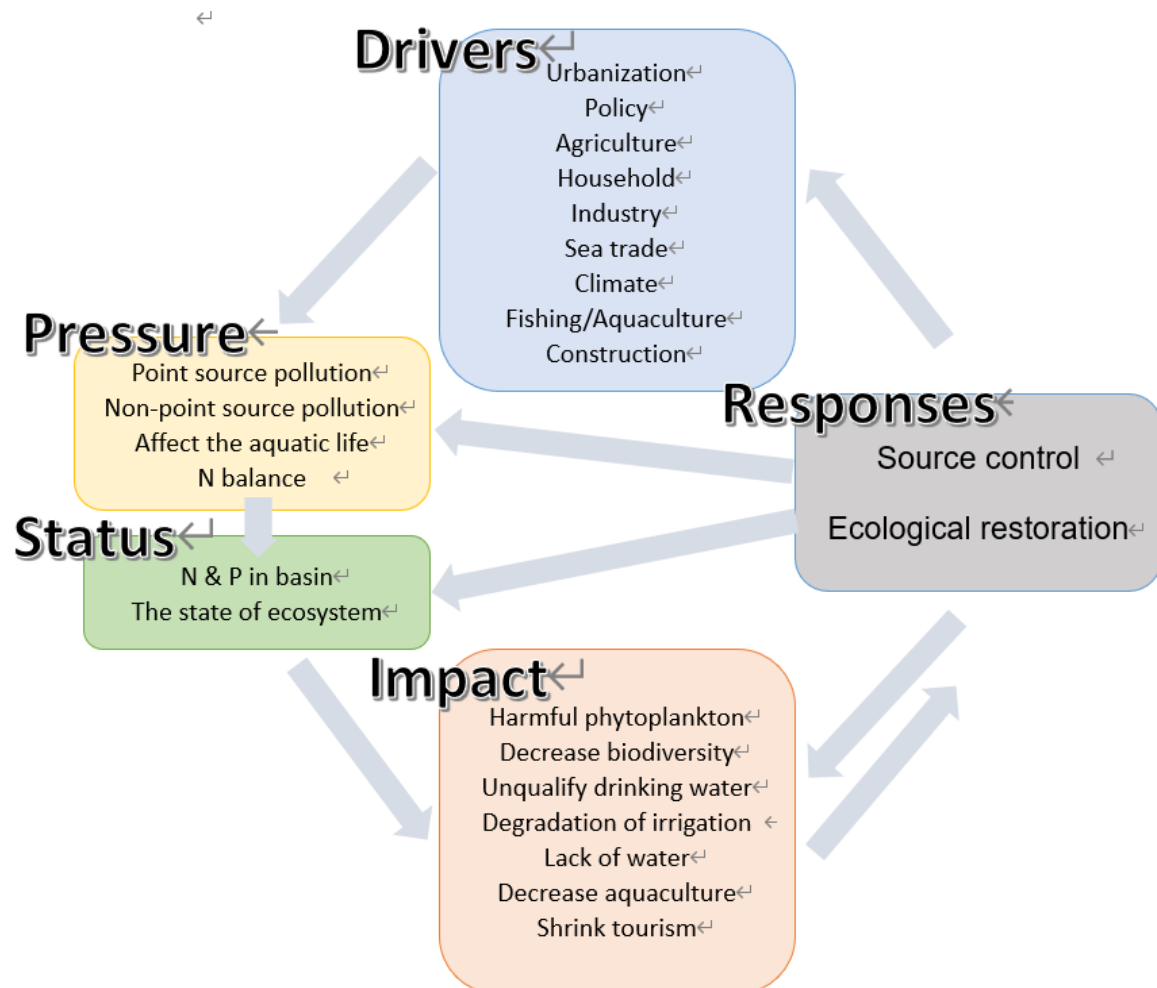 Drivers
Urbanization
Policy
Agriculture
Household
Industry
Sea trade
Climate
Fishing/Aquaculture
Construction
Pressure
Point source pollution
Non-point source pollution
Affect the aquatic life
N balance
Responses
Source control
Ecological restoration
Status
N & P in basin
The state of ecosystem
Impact
Harmful phytoplankton
Decrease biodiversity
Unqualify drinking water
Degradation of irrigation
Lack of water
Decrease aquaculture
Shrink tourism